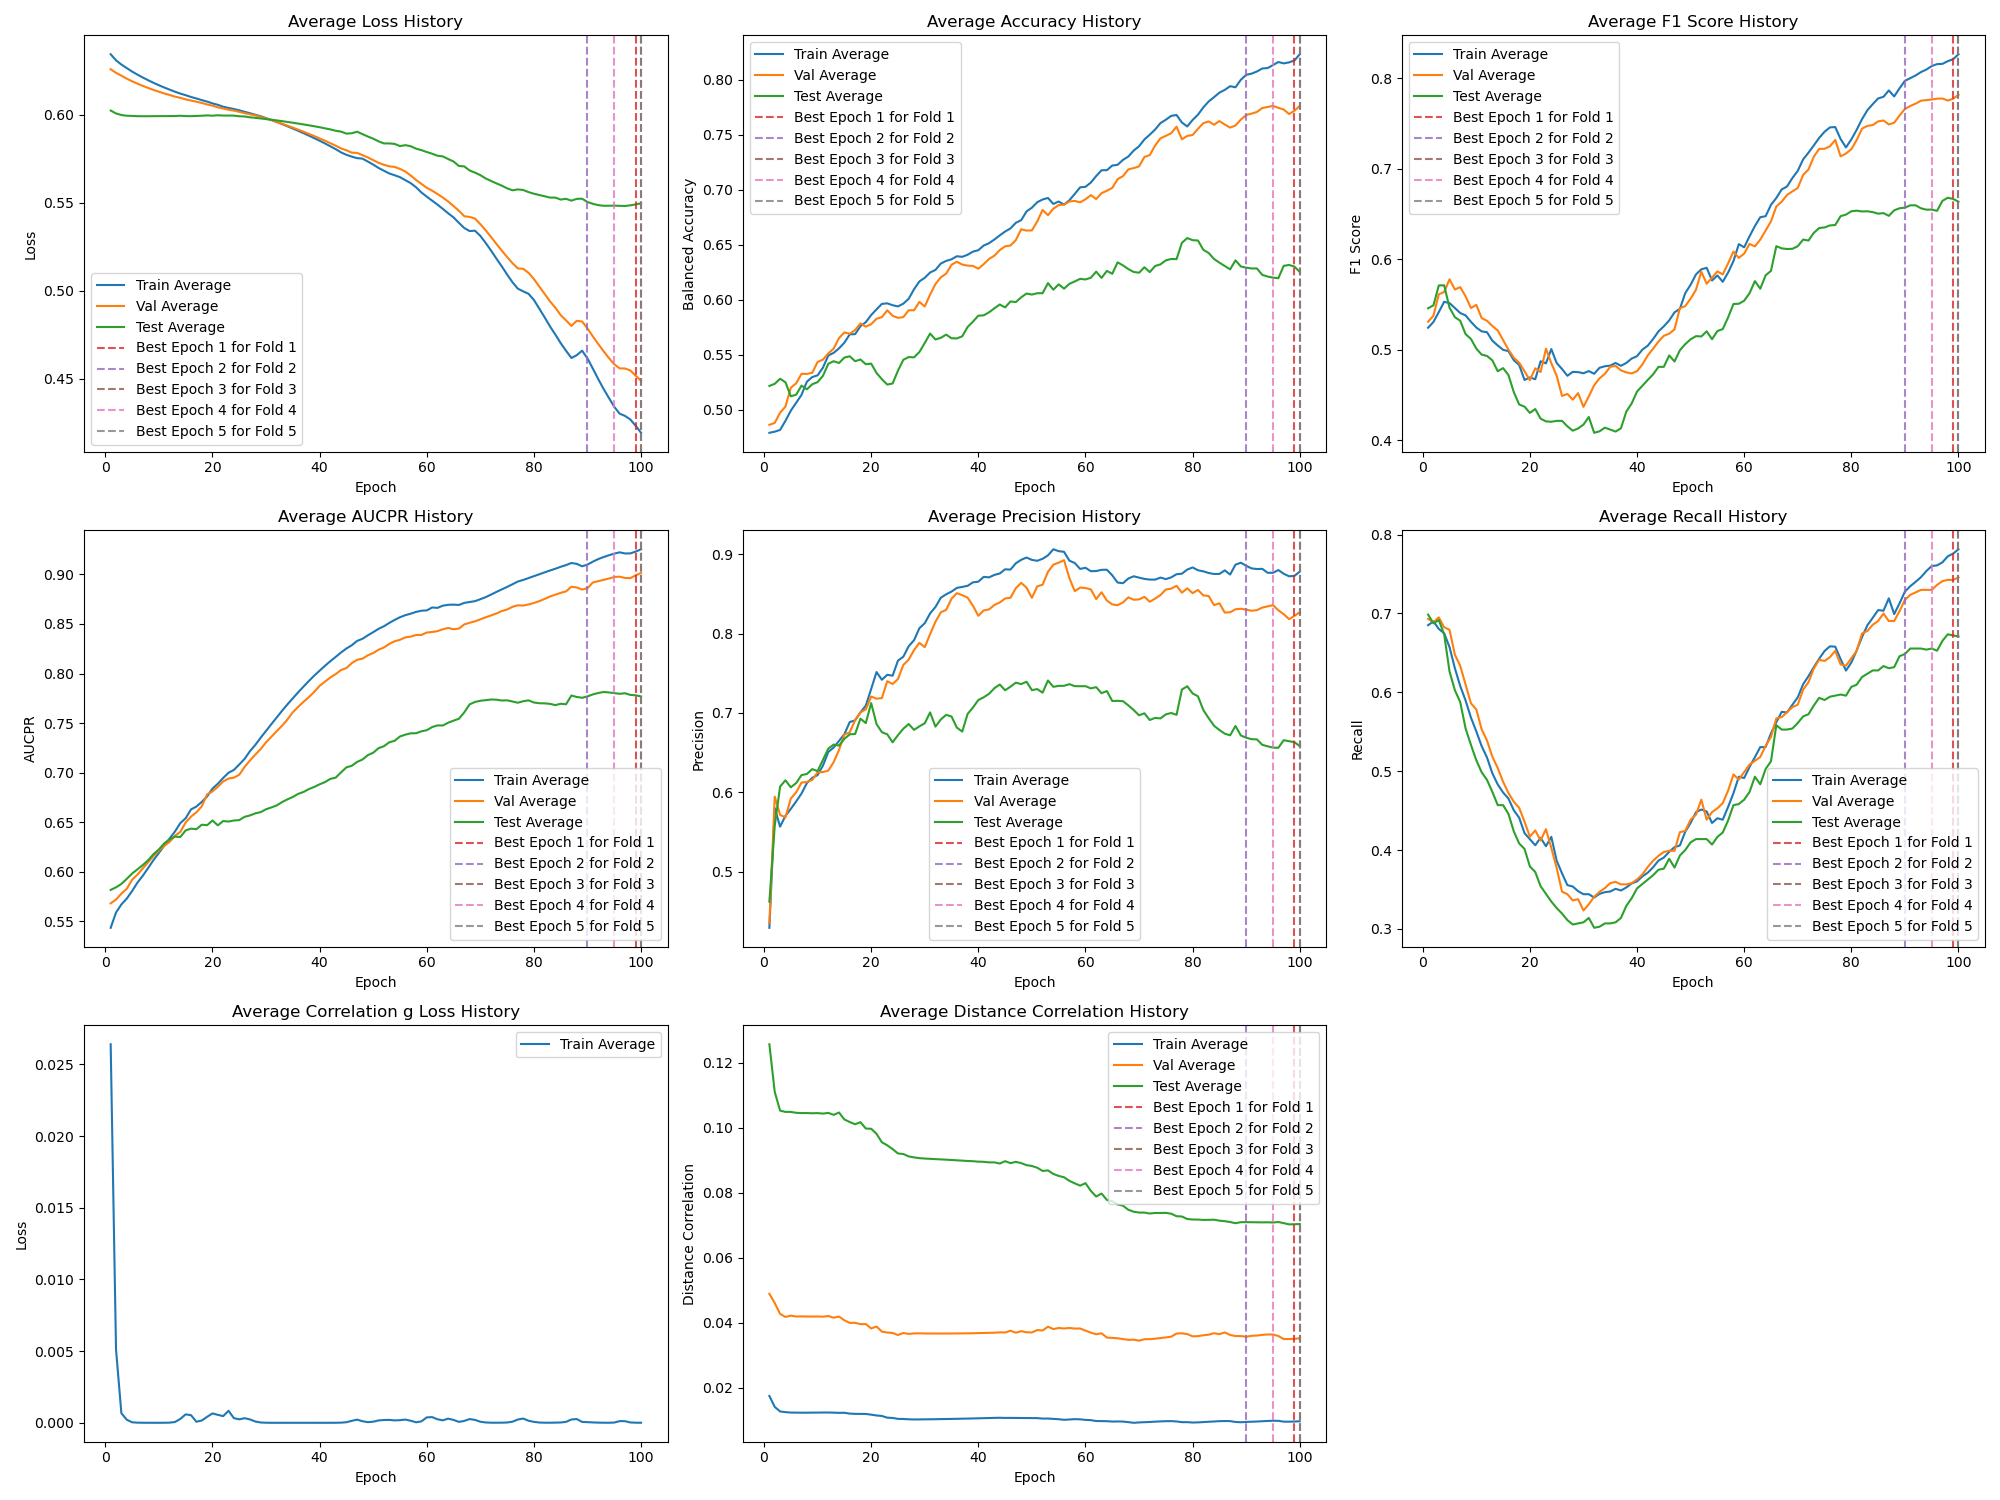 Average Loss History
Loss
0.60
0.55
0.50
0.45
Train Average
Val Average
Test Average
Best Epoch 1 for Fold 1
Best Epoch 2 for Fold 2
Best Epoch 3 for Fold 3
Best Epoch 4 for Fold 4
Best Epoch 5 for Fold 5
0 20 40 60 80 100
Epoch
Average Accuracy History
Balanced Accuracy
0.80
0.75
0.70
0.65
0.60
0.55
0.50
Train Average
Val Average
Test Average
Best Epoch 1 for Fold 1
Best Epoch 2 for Fold 2
Best Epoch 3 for Fold 3
Best Epoch 4 for Fold 4
Best Epoch 5 for Fold 5
0 20 40 60 80 100
Epoch
Average F1 Score History
F1 Score
0.8
0.7
0.6
0.5
0.4
Train Average
Val Average
Test Average
Best Epoch 1 for Fold 1
Best Epoch 2 for Fold 2
Best Epoch 3 for Fold 3
Best Epoch 4 for Fold 4
Best Epoch 5 for Fold 5
0 20 40 60 80 100
Epoch
Average AUCPR History
AUCPR
0.90
0.85
0.80
0.75
0.70
0.65
0.60
0.55
Train Average
Val Average
Test Average
Best Epoch 1 for Fold 1
Best Epoch 2 for Fold 2
Best Epoch 3 for Fold 3
Best Epoch 4 for Fold 4
Best Epoch 5 for Fold 5
0 20 40 60 80 100
Epoch
Average Precision History
Precision
0.9
0.8
0.7
0.6
0.5
Train Average
Val Average
Test Average
Best Epoch 1 for Fold 1
Best Epoch 2 for Fold 2
Best Epoch 3 for Fold 3
Best Epoch 4 for Fold 4
Best Epoch 5 for Fold 5
0 20 40 60 80 100
Epoch
Average Recall History
Recall
0.8
0.7
0.6
0.5
0.4
0.3
Train Average
Val Average
Test Average
Best Epoch 1 for Fold 1
Best Epoch 2 for Fold 2
Best Epoch 3 for Fold 3
Best Epoch 4 for Fold 4
Best Epoch 5 for Fold 5
0 20 40 60 80 100
Epoch
Average Correlation g Loss History
Loss
0.025
0.020
0.015
0.010
0.005
0.000
Train Average
0 20 40 60 80 100
Epoch
Average Distance Correlation History
Distance Correlation
0.12
0.10
0.08
0.06
0.04
0.02
Train Average
Val Average
Test Average
Best Epoch 1 for Fold 1
Best Epoch 2 for Fold 2
Best Epoch 3 for Fold 3
Best Epoch 4 for Fold 4
Best Epoch 5 for Fold 5
0 20 40 60 80 100
Epoch